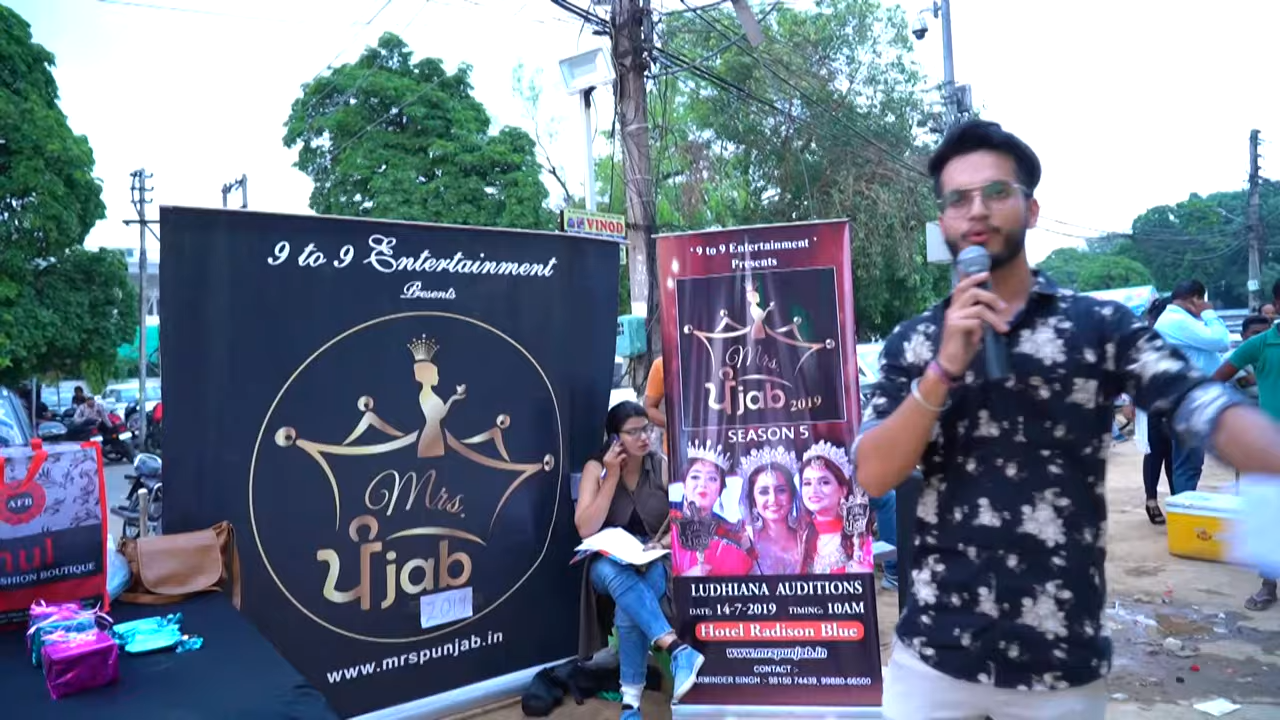 9 to 9 Entertainment
Presents
Mrs.
ਪੰjab
2019
www.mrspunjab.in
VINOD
9 to 9 Entertainment
Presents
Mrs.
ਪੰjab 2019
SEASON 5
LUDHIANA AUDITIONS
DATE: 14-7-2019 TIMING: 10AM
Hotel Radison Blue
www.mrspunjab.in
CONTACT :-
ARMINDER SINGH :- 98150 74439, 99880-66500
AFB
SHION BOUTIQUE